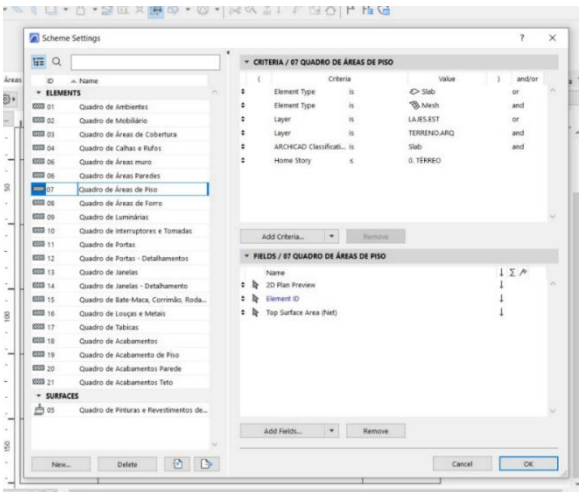 Scheme Settings
? ×
ID Name
ELEMENTS
01 Quadro de Ambientes
02 Quadro de Mobiliário
03 Quadro de Áreas de Cobertura
04 Quadro de Calhas e Rufos
06 Quadro de Áreas muro
06 Quadro de Áreas Paredes
07 Quadro de Áreas de Piso
08 Quadro de Áreas de Forro
09 Quadro de Luminárias
10 Quadro de Interruptores e Tomadas
11 Quadro de Portas
12 Quadro de Portas - Detalhamentos
13 Quadro de Janelas
14 Quadro de Janelas - Detalhamento
15 Quadro de Bate-Maca, Corrimão, Roda...
16 Quadro de Louças e Metais
17 Quadro de Tabicas
18 Quadro de Acabamentos
19 Quadro de Acabamento de Piso
20 Quadro de Acabamentos Parede
21 Quadro de Acabamentos Teto
SURFACES
05 Quadro de Pinturas e Revestimentos de...
New... Delete
CRITERIA / 07 QUADRO DE ÁREAS DE PISO
( Criteria Value ) and/or
Element Type is Slab or
Element Type is Mesh and
Layer is LAJES.EST or
Layer is TERRENO.ARQ and
ARCHICAD Classificati... is Slab and
Home Story ≤ 0. TÉRREO
Add Criteria... Remove
FIELDS / 07 QUADRO DE ÁREAS DE PISO
Name
2D Plan Preview
Element ID
Top Surface Area (Net)
Add Fields... Remove
Cancel OK
Áreas
50
100
150